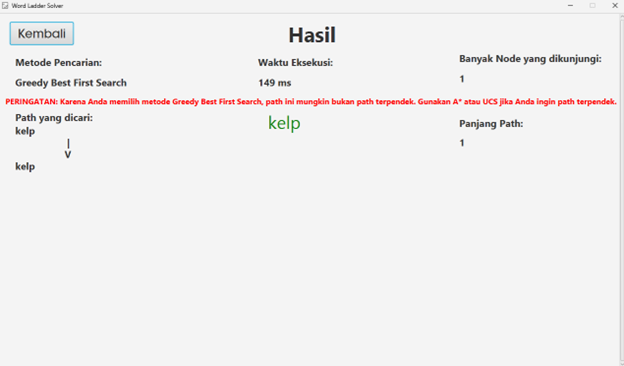 Word Ladder Solver
Kembali
Hasil
Metode Pencarian:
Waktu Eksekusi:
Banyak Node yang dikunjungi:
Greedy Best First Search
149 ms
1
PERINGATAN: Karena Anda memilih metode Greedy Best First Search, path ini mungkin bukan path terpendek. Gunakan A* atau UCS jika Anda ingin path terpendek.
Path yang dicari:
kelp
Panjang Path:
kelp
|
V
1
kelp